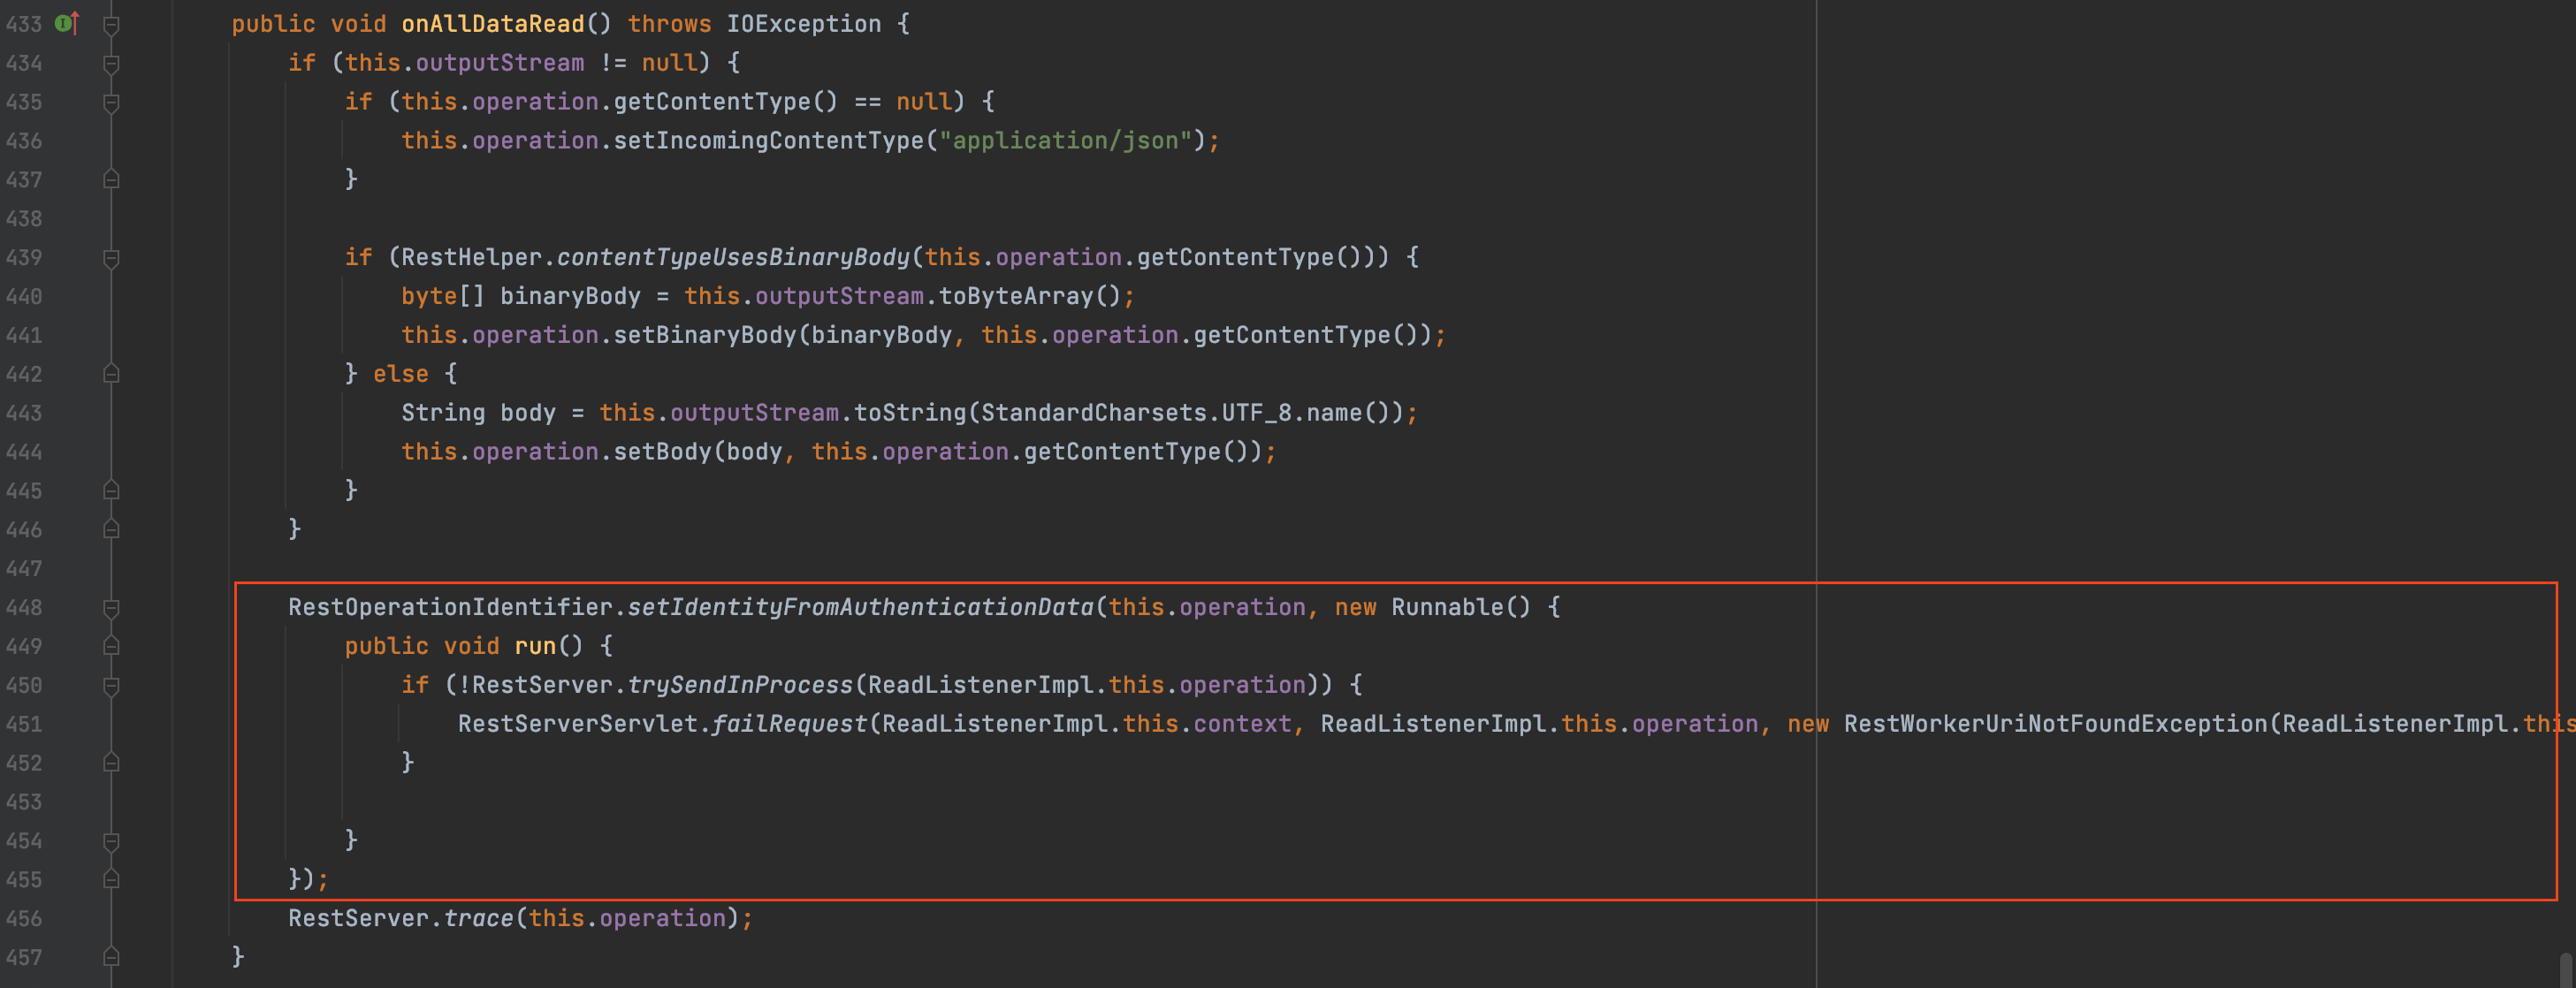 433 public void onAllDataRead() throws IOException {
434 if (this.outputStream != null) {
435 if (this.operation.getContentType() == null) {
436 this.operation.setIncomingContentType("application/json");
437 }
438
439 if (RestHelper.contentTypeUsesBinaryBody(this.operation.getContentType())) {
440 byte[] binaryBody = this.outputStream.toByteArray();
441 this.operation.setBinaryBody(binaryBody, this.operation.getContentType());
442 } else {
443 String body = this.outputStream.toString(StandardCharsets.UTF_8.name());
444 this.operation.setBody(body, this.operation.getContentType());
445 }
446 }
447
448 RestOperationIdentifier.setIdentityFromAuthenticationData(this.operation, new Runnable() {
449 public void run() {
450 if (!RestServer.trySendInProcess(ReadListenerImpl.this.operation)) {
451 RestServerServlet.failRequest(ReadListenerImpl.this.context, ReadListenerImpl.this.operation, new RestWorkerUriNotFoundException(ReadListenerImpl.this
452 }
453
454 }
455 });
456 RestServer.trace(this.operation);
457 }